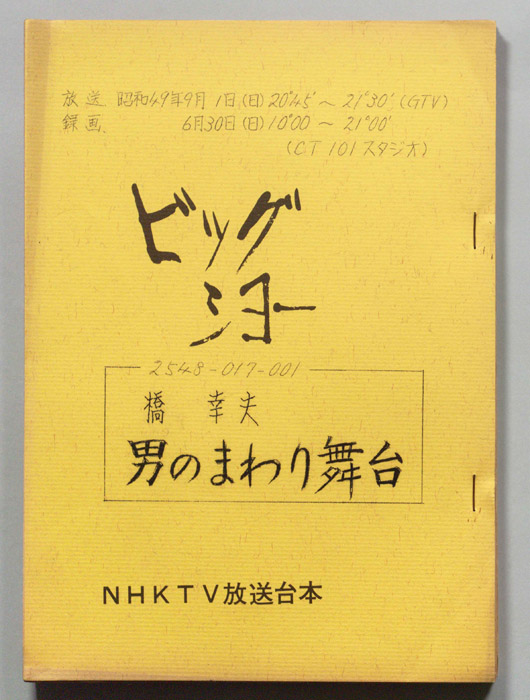 放送 昭和49年9月1日(日)20°45'～21°30'(GTV)
録画、6月30日(日)10°00～21°00'
(CT 101スタジオ)
ビッグ
ショー
2548-017-001
橋 幸夫
男のまわり舞台
NHKTV放送台本